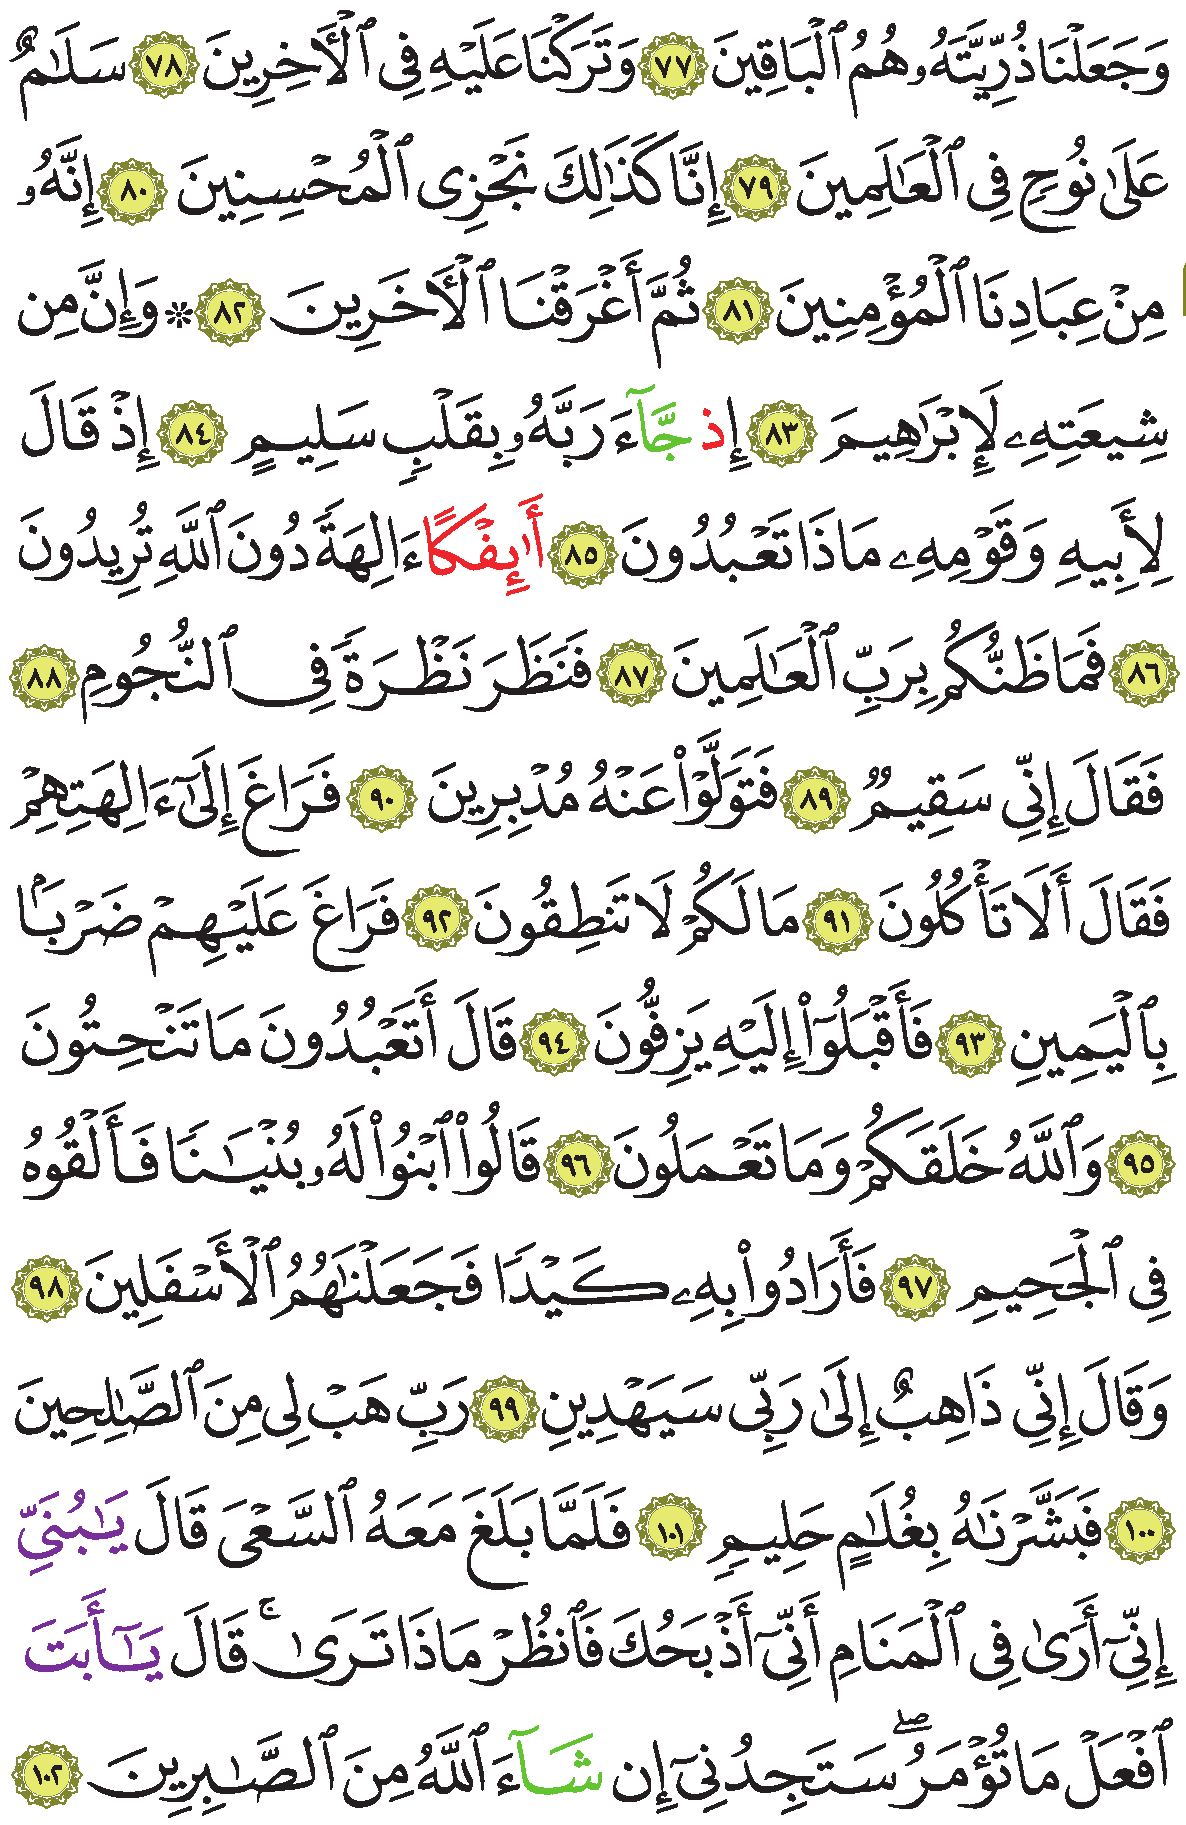 وَجَعَلْنَا ذُرِّيَّتَهُۥ هُمُ ٱلْبَاقِينَ ٧٧ وَتَرَكْنَا عَلَيْهِ فِى ٱلْأَخِرِينَ ٧٨ سَلَٰمٌ
عَلَىٰ نُوحٍ فِى ٱلْعَٰلَمِينَ ٧٩ إِنَّا كَذَٰلِكَ نَجْزِى ٱلْمُحْسِنِينَ ٨٠ إِنَّهُۥ
مِنْ عِبَادِنَا ٱلْمُؤْمِنِينَ ٨١ ثُمَّ أَغْرَقْنَا ٱلْأَخَرِينَ ٨٢ ۞ وَإِنَّ مِن
شِيعَتِهِۦ لَإِبْرَٰهِيمَ ٨٣ إِذ جَّآءَ رَبَّهُۥ بِقَلْبٍ سَلِيمٍ ٨٤ إِذْ قَالَ
لِأَبِيهِ وَقَوْمِهِۦ مَاذَا تَعْبُدُونَ ٨٥ أَٰئِفْكًا ءَالِهَةً دُونَ ٱللَّهِ تُرِيدُونَ
٨٦ فَمَا ظَنُّكُم بِرَبِّ ٱلْعَٰلَمِينَ ٨٧ فَنَظَرَ نَظْرَةً فِى ٱلنُّجُومِ ٨٨
فَقَالَ إِنِّى سَقِيمٌ ٨٩ فَتَوَلَّوْا۟ عَنْهُ مُدْبِرِينَ ٩٠ فَرَاغَ إِلَىٰٓ ءَالِهَتِهِمْ
فَقَالَ أَلَا تَأْكُلُونَ ٩١ مَا لَكُمْ لَا تَنطِقُونَ ٩٢ فَرَاغَ عَلَيْهِمْ ضَرْبَۢا
بِٱلْيَمِينِ ٩٣ فَأَقْبَلُوٓا۟ إِلَيْهِ يَزِفُّونَ ٩٤ قَالَ أَتَعْبُدُونَ مَا تَنْحِتُونَ
٩٥ وَٱللَّهُ خَلَقَكُمْ وَمَا تَعْمَلُونَ ٩٦ قَالُوا۟ ٱبْنُوا۟ لَهُۥ بُنْيَٰنًا فَأَلْقُوهُ
فِى ٱلْجَحِيمِ ٩٧ فَأَرَادُوا۟ بِهِۦ كَيْدًا فَجَعَلْنَٰهُمُ ٱلْأَسْفَلِينَ ٩٨
وَقَالَ إِنِّى ذَاهِبٌ إِلَىٰ رَبِّى سَيَهْدِينِ ٩٩ رَبِّ هَبْ لِى مِنَ ٱلصَّٰلِحِينَ
١٠٠ فَبَشَّرْنَٰهُ بِغُلَٰمٍ حَلِيمٍ ١٠١ فَلَمَّا بَلَغَ مَعَهُ ٱلسَّعْىَ قَالَ يَٰبُنَىِّ
إِنِّىٓ أَرَىٰ فِى ٱلْمَنَامِ أَنِّىٓ أَذْبَحُكَ فَٱنظُرْ مَاذَا تَرَىٰ ۚ قَالَ يَٰٓأَبَتَ
ٱفْعَلْ مَا تُؤْمَرُ ۖ سَتَجِدُنِىٓ إِن شَآءَ ٱللَّهُ مِنَ ٱلصَّٰبِرِينَ ١٠٢